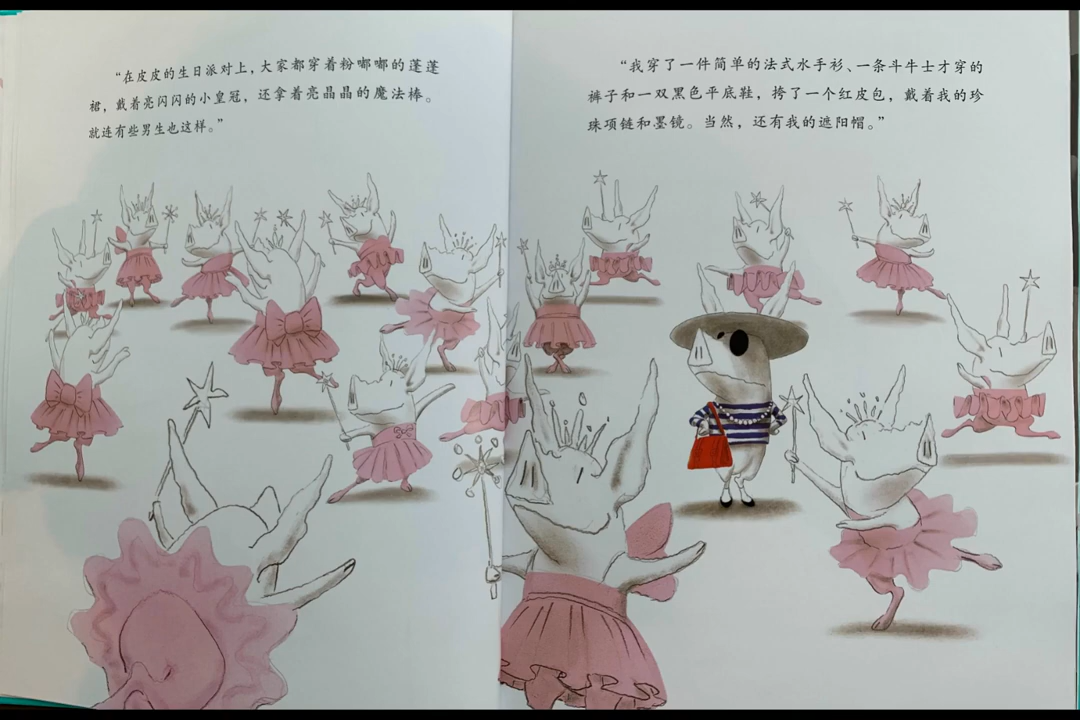 “在皮皮的生日派对上，大家都穿着粉嘟嘟的蓬蓬
裙，戴着亮闪闪的小皇冠，还拿着亮晶晶的魔法棒。
就连有些男生也这样。”
“我穿了一件简单的法式水手衫、一条斗牛士才穿的
裤子和一双黑色平底鞋，挎了一个红皮包，戴着我的珍
珠项链和墨镜。当然，还有我的遮阳帽。”